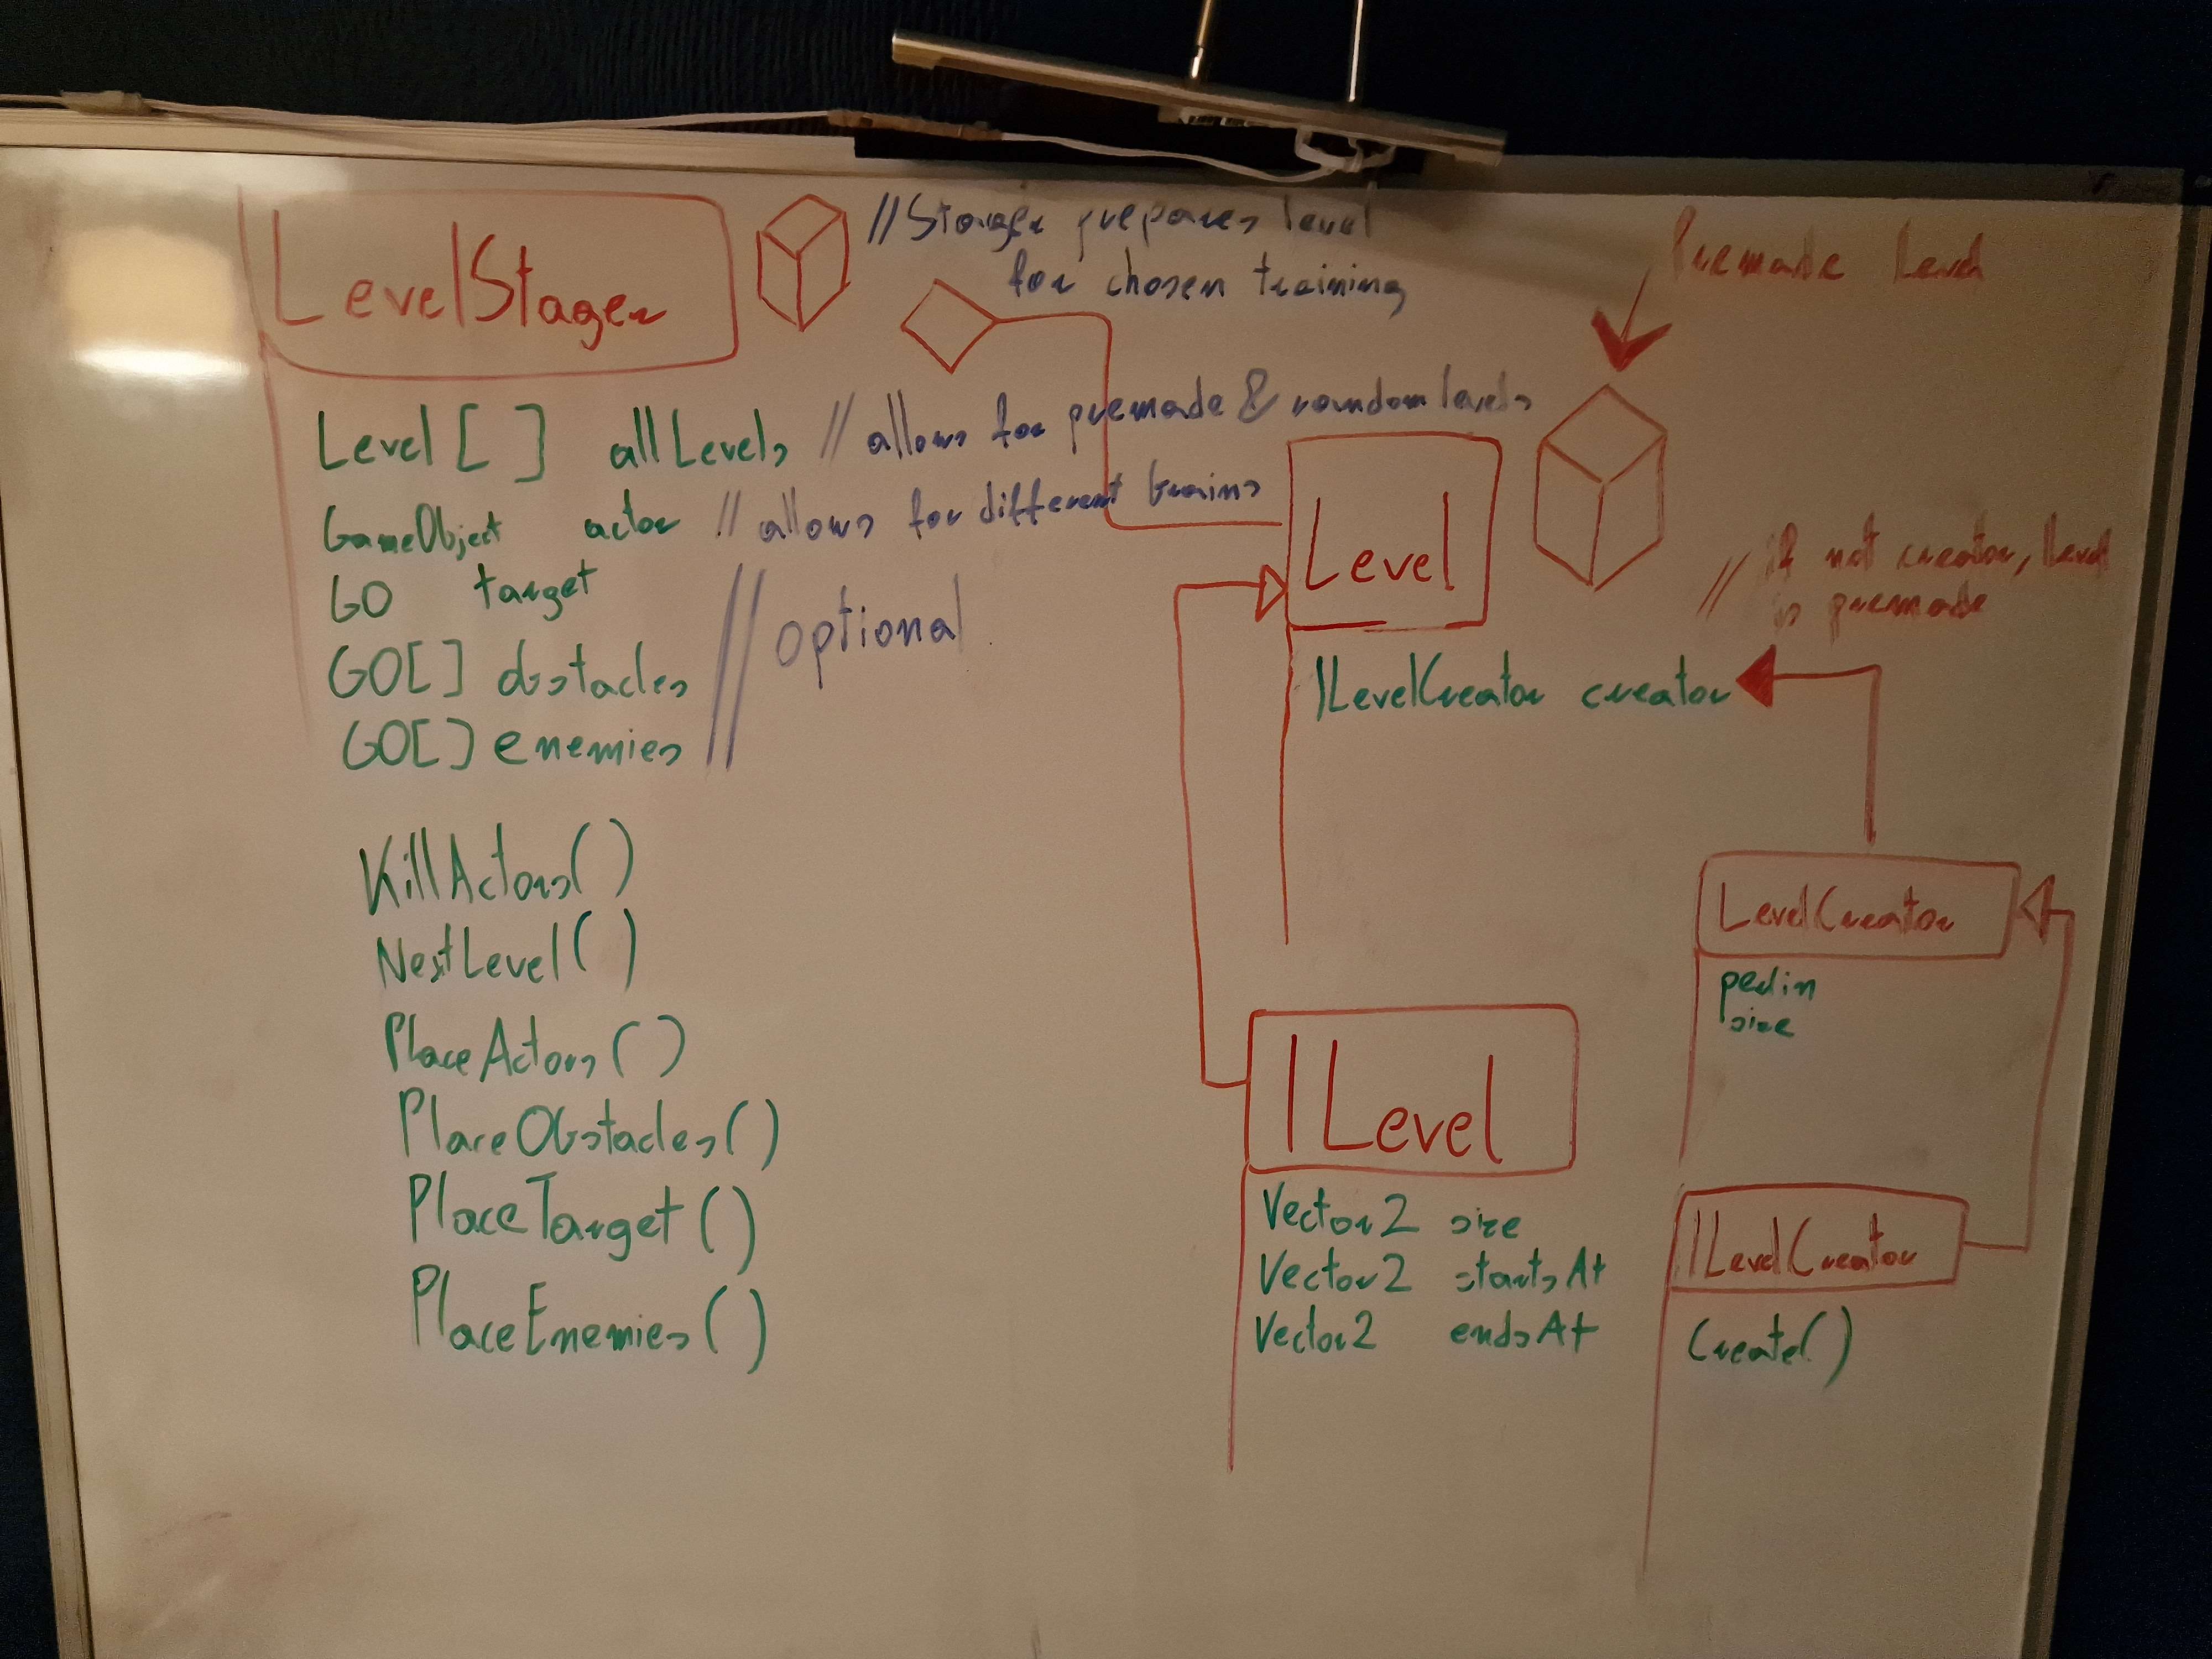 LevelStager
//Stager prepares level
for chosen training
Level[ ] allLevels // allows for premade & random levels
GameObject actor // allows for different brains
GO target
GO[] obstacles // optional
GO[] enemies
KillActors()
NextLevel()
PlaceActors()
PlaceObstacles()
PlaceTarget()
PlaceEnemies()
Premade Level
Level
// if not creator, level
is premade
ILevelCreator creator
ILevel
Vector2 size
Vector2 startsAt
Vector2 endsAt
LevelCreator
size
ILevelCreator
Create()